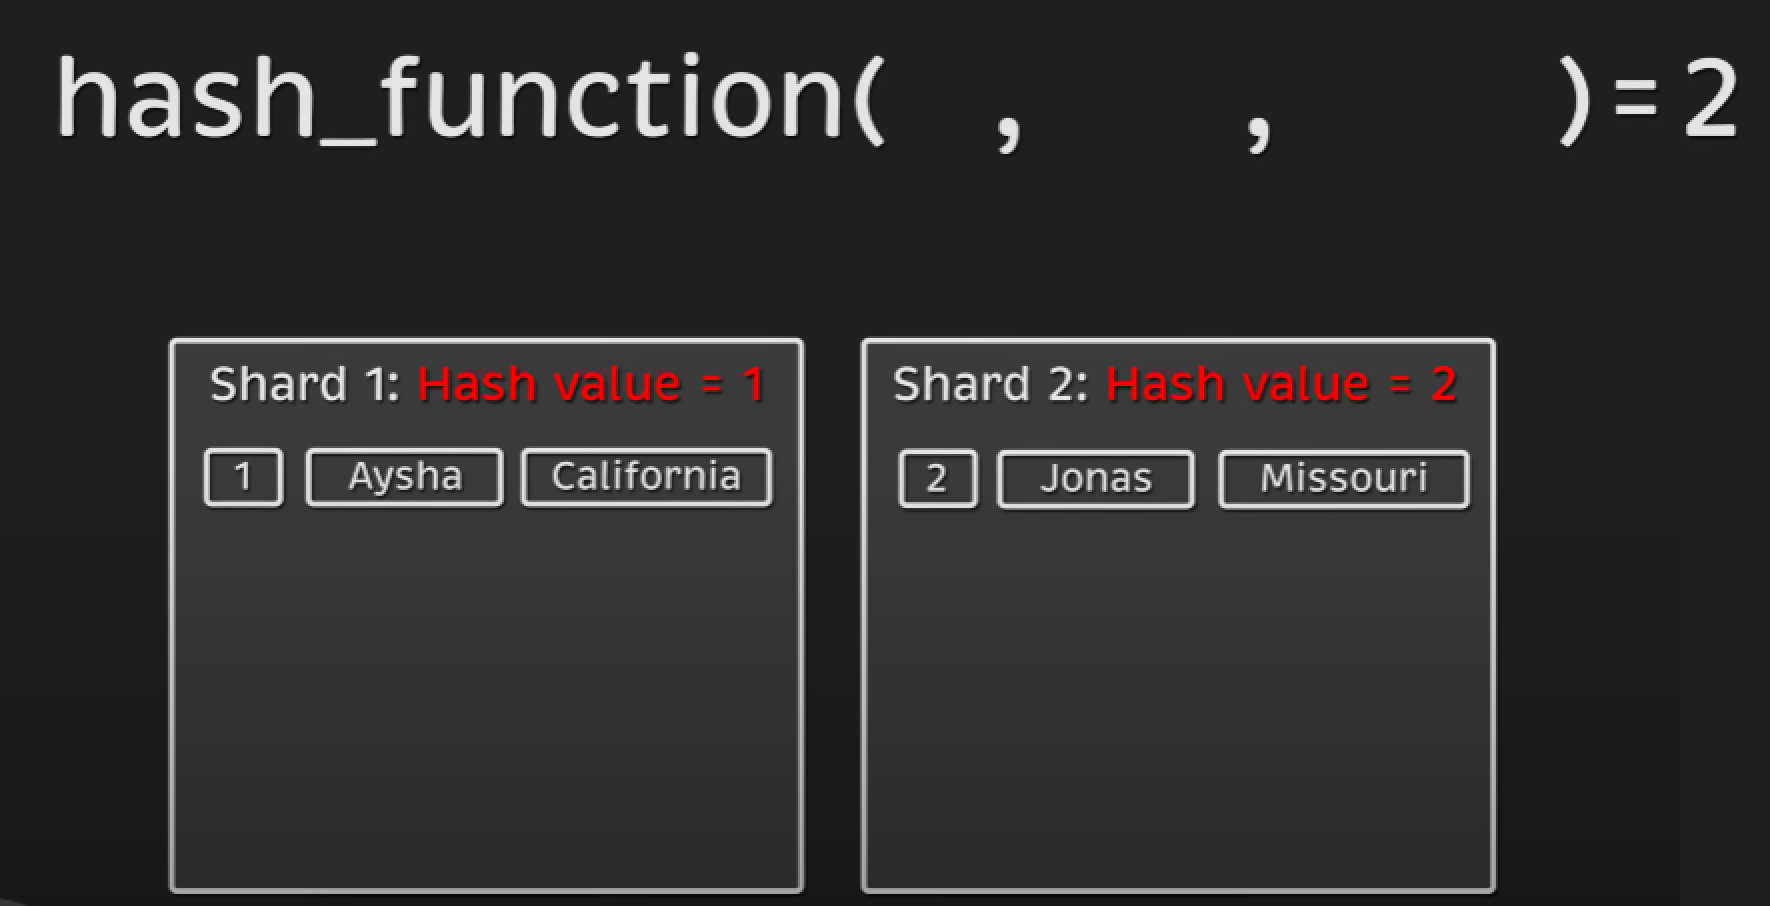 hash_function( , , )= 2
Shard 1: Hash value = 1
1 Aysha California
Shard 2: Hash value = 2
2 Jonas Missouri